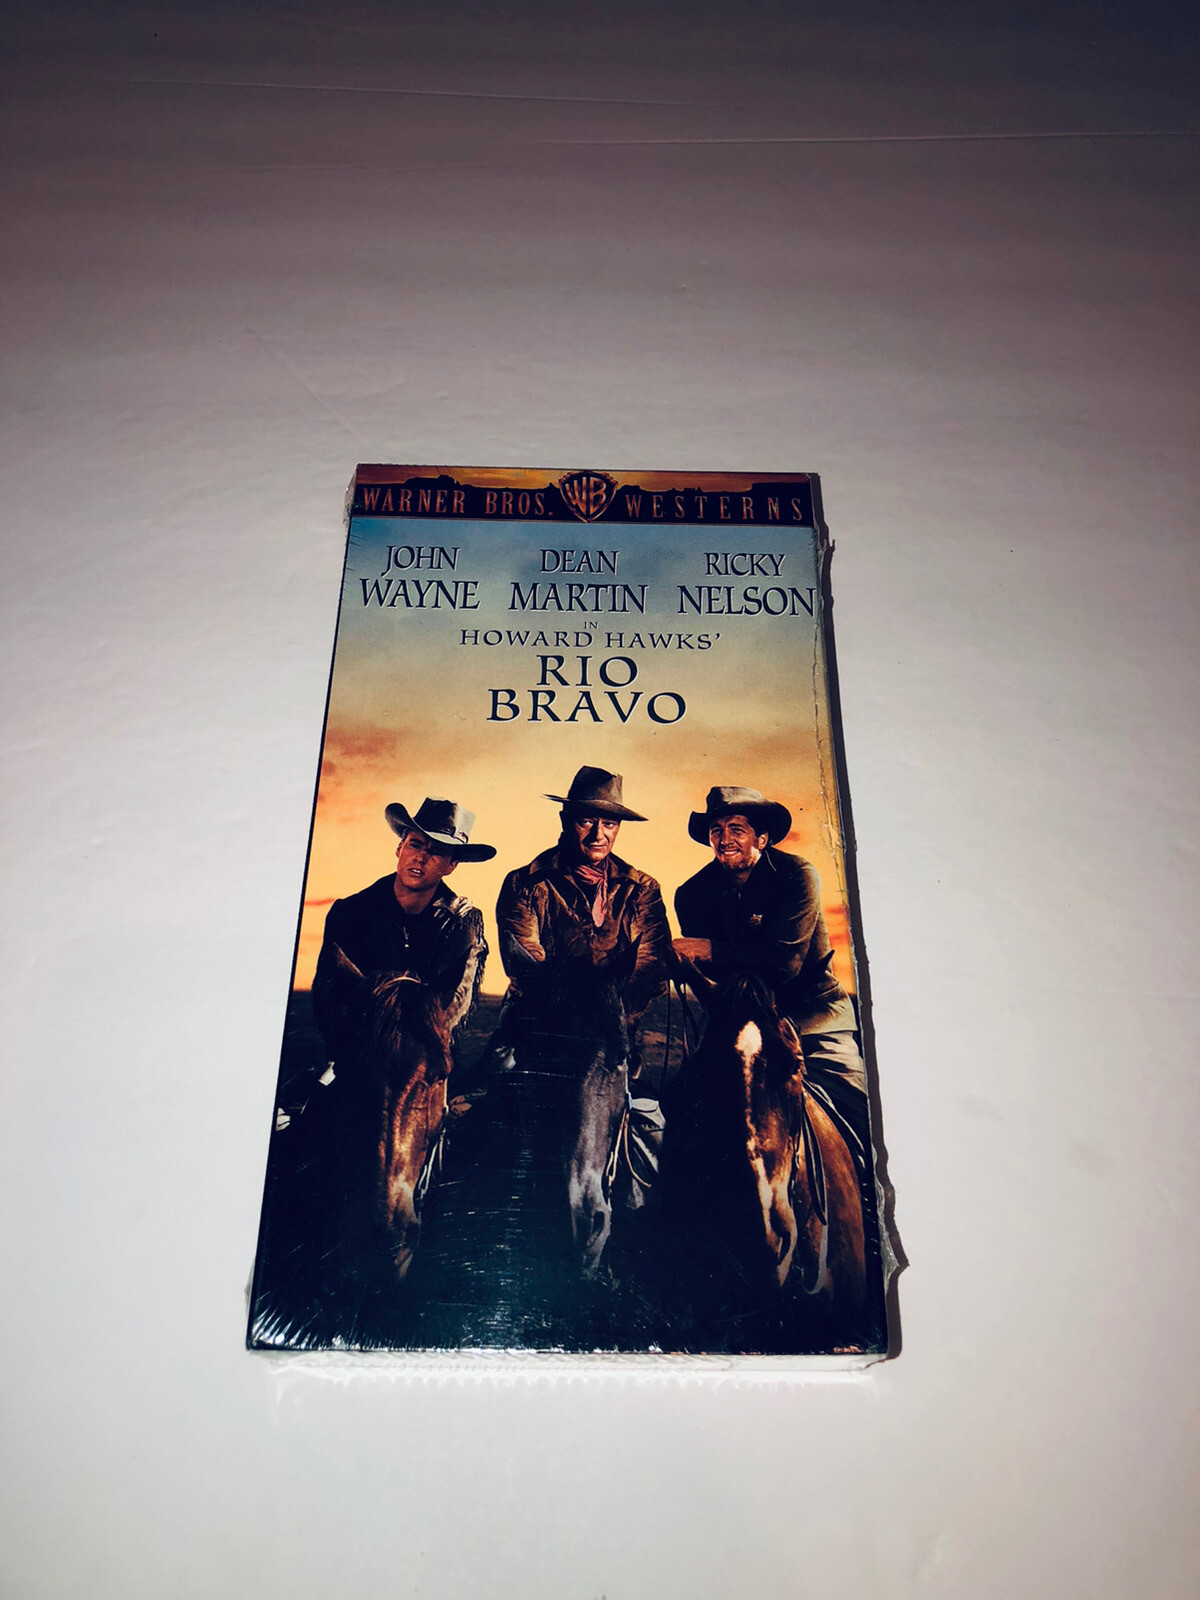 WARNER BROS. WB WESTERNS
JOHN DEAN RICKY
WAYNE MARTIN NELSON
IN
HOWARD HAWKS'
RIO
BRAVO